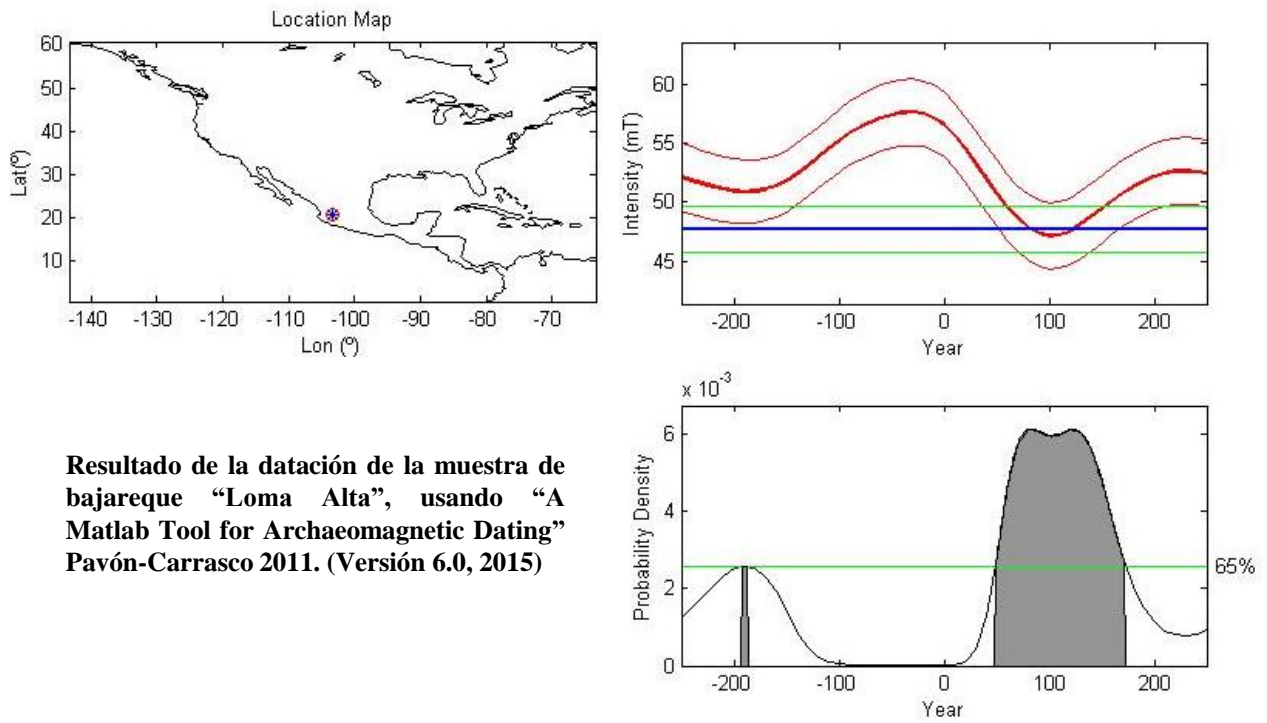 Location Map
60
50
40
30
20
10
Lat(º)
-140 -130 -120 -110 -100 -90 -80 -70
Lon (º)
60
55
50
45
Intensity (mT)
-200 -100 0 100 200
Year
Resultado de la datación de la muestra de
bajareque “Loma Alta”, usando “A
Matlab Tool for Archaeomagnetic Dating”
Pavón-Carrasco 2011. (Versión 6.0, 2015)
x 10-3
6
4
2
0
Probability Density
65%
-200 -100 0 100 200
Year